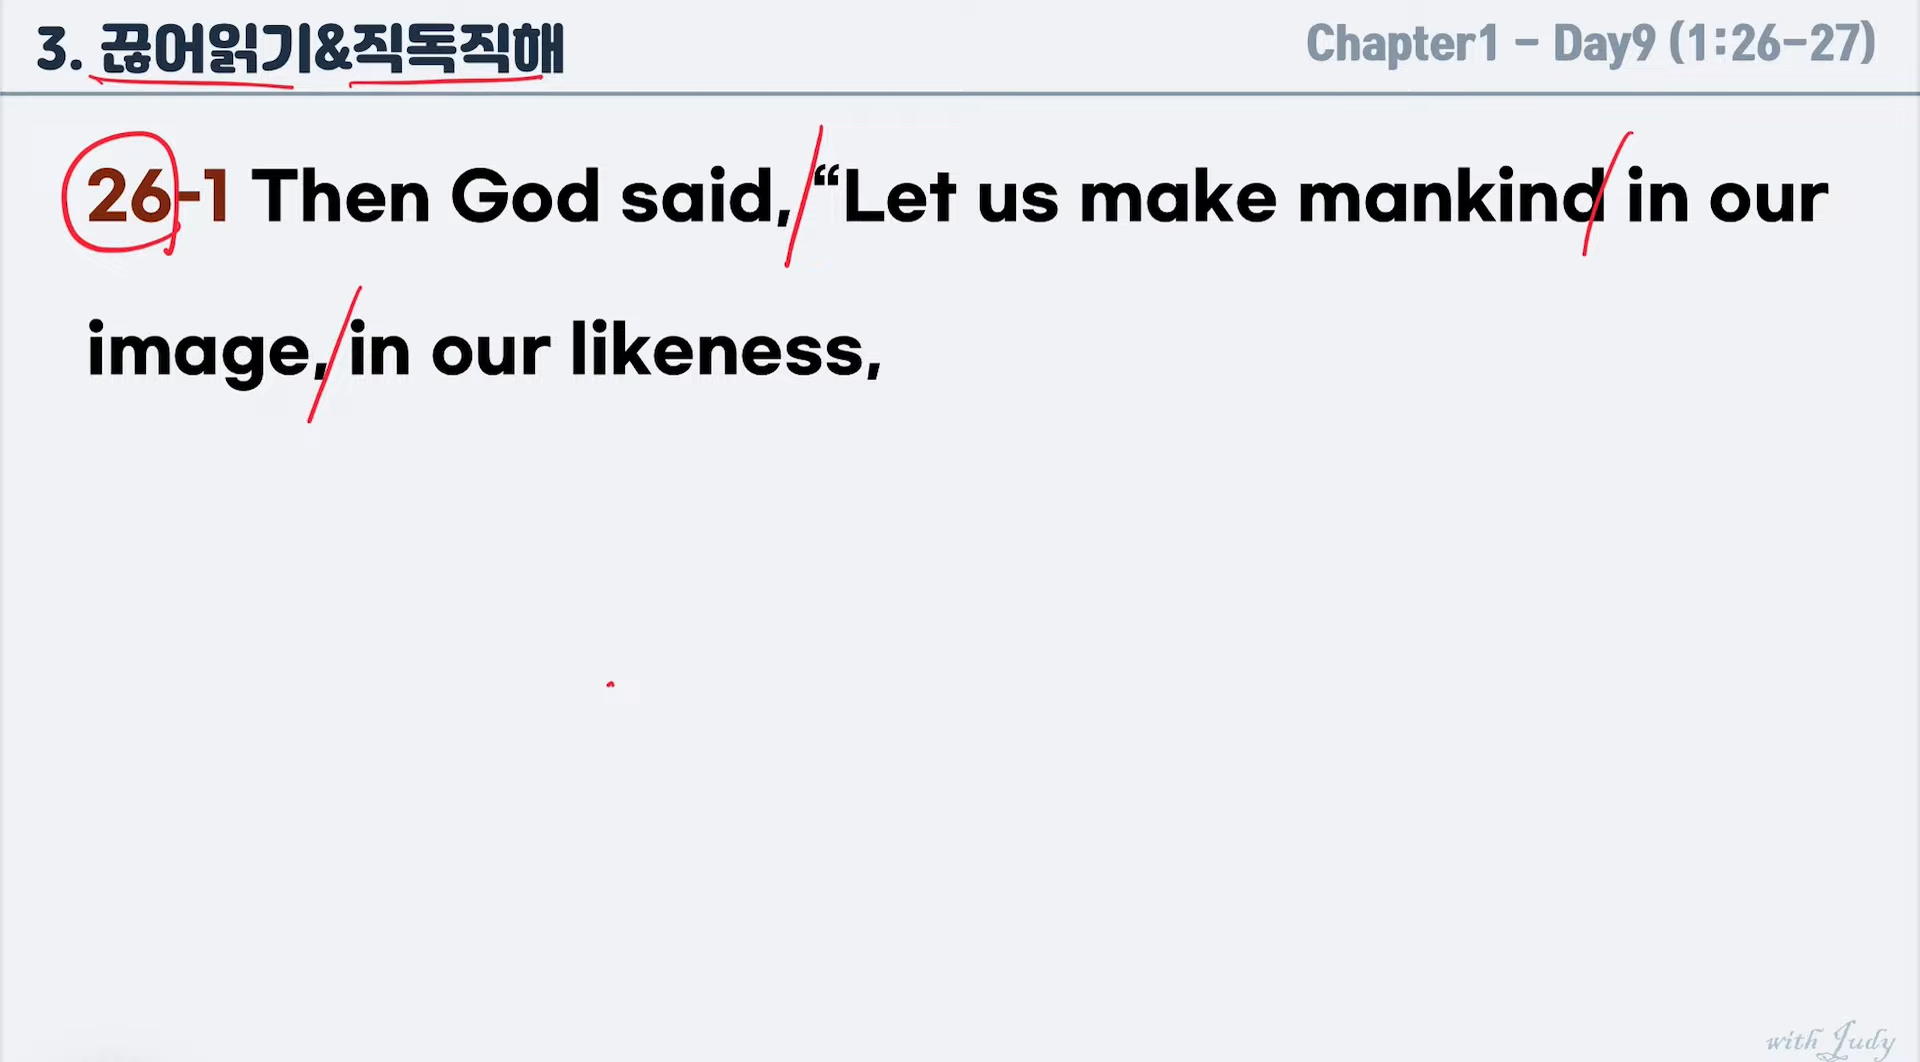 3. 끊어읽기&직독직해
Chapter1 - Day9 (1:26-27)
26-1 Then God said, “Let us make mankind in our
image, in our likeness,
with Judy